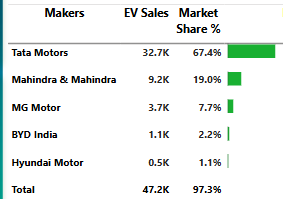 Makers EV Sales Market Share %
Tata Motors 32.7K 67.4%
Mahindra & Mahindra 9.2K 19.0%
MG Motor 3.7K 7.7%
BYD India 1.1K 2.2%
Hyundai Motor 0.5K 1.1%
Total 47.2K 97.3%